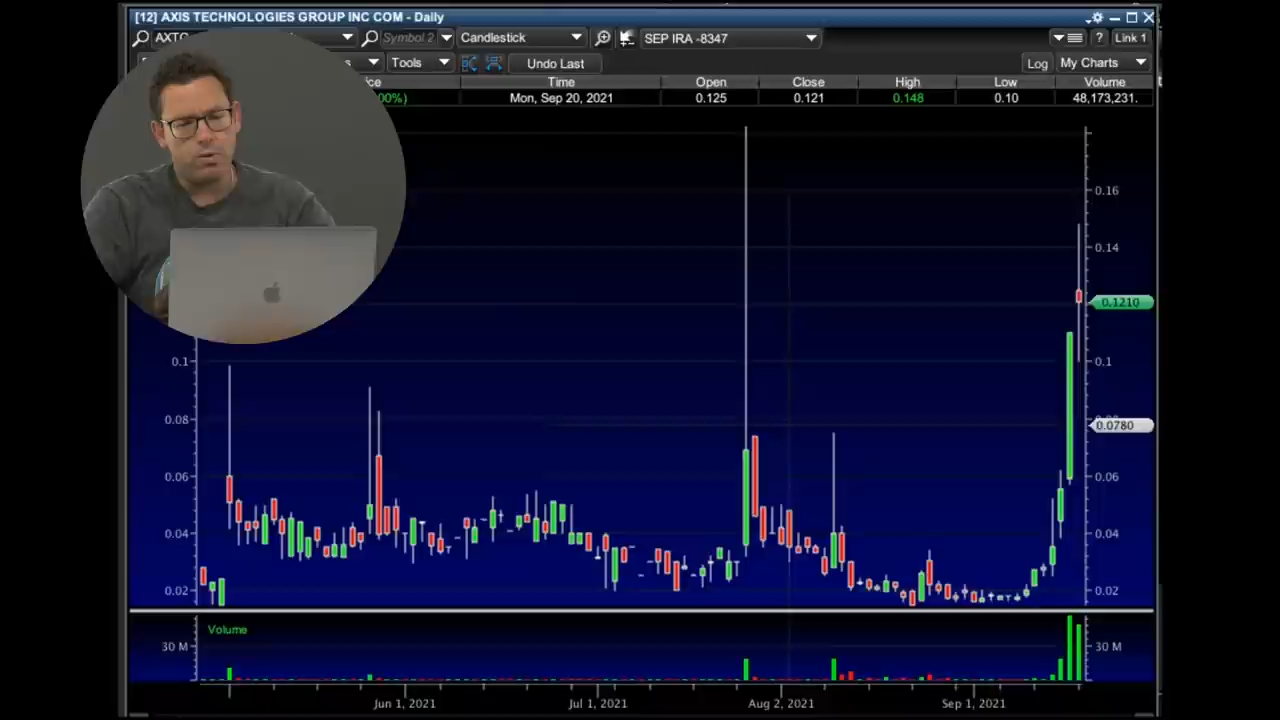 [12] AXIS TECHNOLOGIES GROUP INC COM - Daily
AXTG Symbol 2 Candlestick SEP IRA -8347 ? Link 1
Tools Undo Last Log My Charts
Time Open Close High Low Volume
00%) Mon, Sep 20, 2021 0.125 0.121 0.148 0.10 48,173,231.
0.16
0.14
0.1210
0.1 0.1
0.08 0.0780
0.06 0.06
0.04 0.04
0.02 0.02
Volume
30 M 30 M
Jun 1, 2021 Jul 1, 2021 Aug 2, 2021 Sep 1, 2021